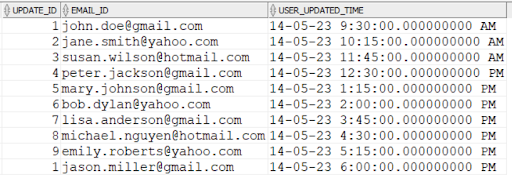 UPDATE_ID EMAIL_ID USER_UPDATED_TIME
1 john.doe@gmail.com 14-05-23 9:30:00.000000000 AM
2 jane.smith@yahoo.com 14-05-23 10:15:00.000000000 AM
3 susan.wilson@hotmail.com 14-05-23 11:45:00.000000000 AM
4 peter.jackson@gmail.com 14-05-23 12:30:00.000000000 PM
5 mary.johnson@gmail.com 14-05-23 1:15:00.000000000 PM
6 bob.dylan@yahoo.com 14-05-23 2:00:00.000000000 PM
7 lisa.anderson@gmail.com 14-05-23 3:45:00.000000000 PM
8 michael.nguyen@hotmail.com 14-05-23 4:30:00.000000000 PM
9 emily.roberts@yahoo.com 14-05-23 5:15:00.000000000 PM
1 jason.miller@gmail.com 14-05-23 6:00:00.000000000 PM